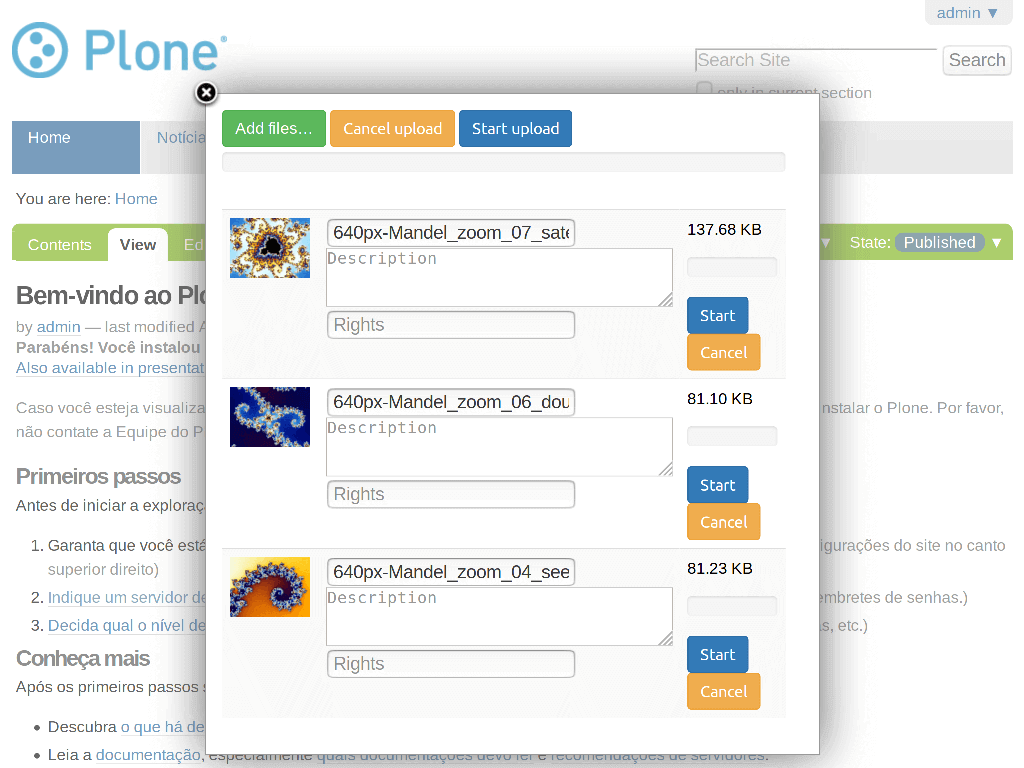 admin ▼
Plone®
Search Site
Search
only in current section
Add files...
Cancel upload
Start upload
Home
Notícia
You are here: Home
Contents
View
Ed
▼ State: Published ▼
640px-Mandel_zoom_07_sate
137.68 KB
Description
Rights
Start
Cancel
Bem-vindo ao Plo
by admin — last modified A
Parabéns! Você instalou
Also available in presentat
640px-Mandel_zoom_06_dou
81.10 KB
Description
Rights
Start
Cancel
Caso você esteja visualiza
nstalar o Plone. Por favor,
não contate a Equipe do P
Primeiros passos
Antes de iniciar a exploraç
1. Garanta que você está
igurações do site no canto
superior direito)
2. Indique um servidor de
embretes de senhas.)
3. Decida qual o nível de
s, etc.)
640px-Mandel_zoom_04_see
81.23 KB
Description
Rights
Start
Cancel
Conheça mais
Após os primeiros passos s
• Descubra o que há de
• Leia a documentação, especialmente quais documentações devo ler e recomendações de servidores.